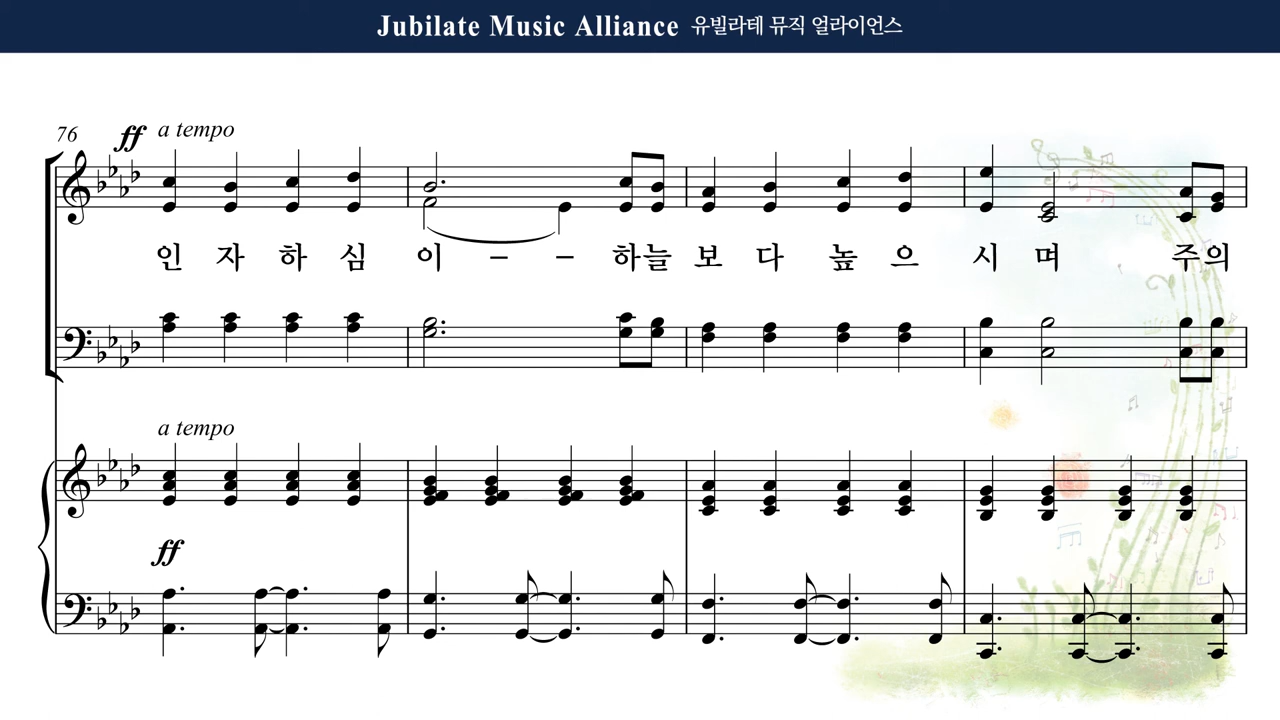 Jubilate Music Alliance 유빌라테 뮤직 얼라이언스
76
ff a tempo
인 자 하 심 이 – – 하늘 보 다 높 으 시 며 주의
a tempo
ff